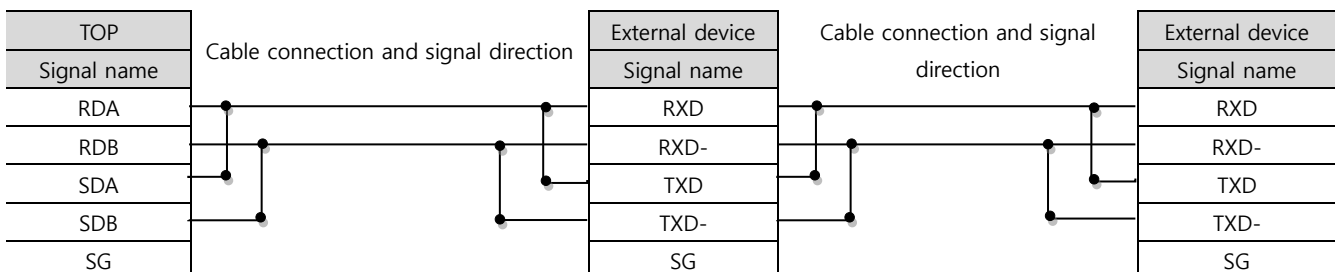 TOP
Cable connection and signal direction
External device
Cable connection and signal
direction
External device
Signal name
Signal name
Signal name
RDA
RXD
RXD
RDB
RXD-
RXD-
SDA
TXD
TXD
SDB
TXD-
TXD-
SG
SG
SG